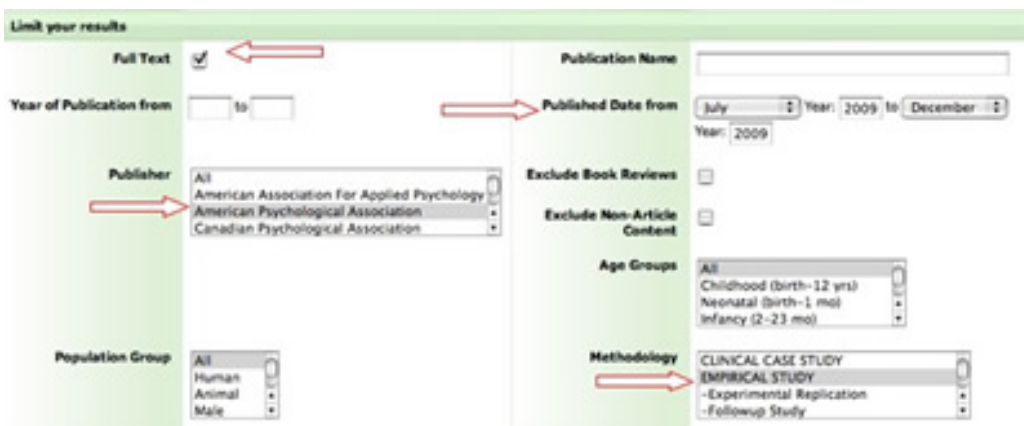 Limit your results
Full Text
Publication Name
Year of Publication from to
Published Date from July Year: 2009 to December
Year: 2009
Publisher
All
American Association For Applied Psychology
American Psychological Association
Canadian Psychological Association
Exclude Book Reviews
Exclude Non-Article
Content
Age Groups
All
Childhood (birth-12 yrs)
Neonatal (birth-1 mo)
Infancy (2-23 mo)
Population Group
All
Human
Animal
Male
Methodology
CLINICAL CASE STUDY
EMPIRICAL STUDY
-Experimental Replication
-Followup Study